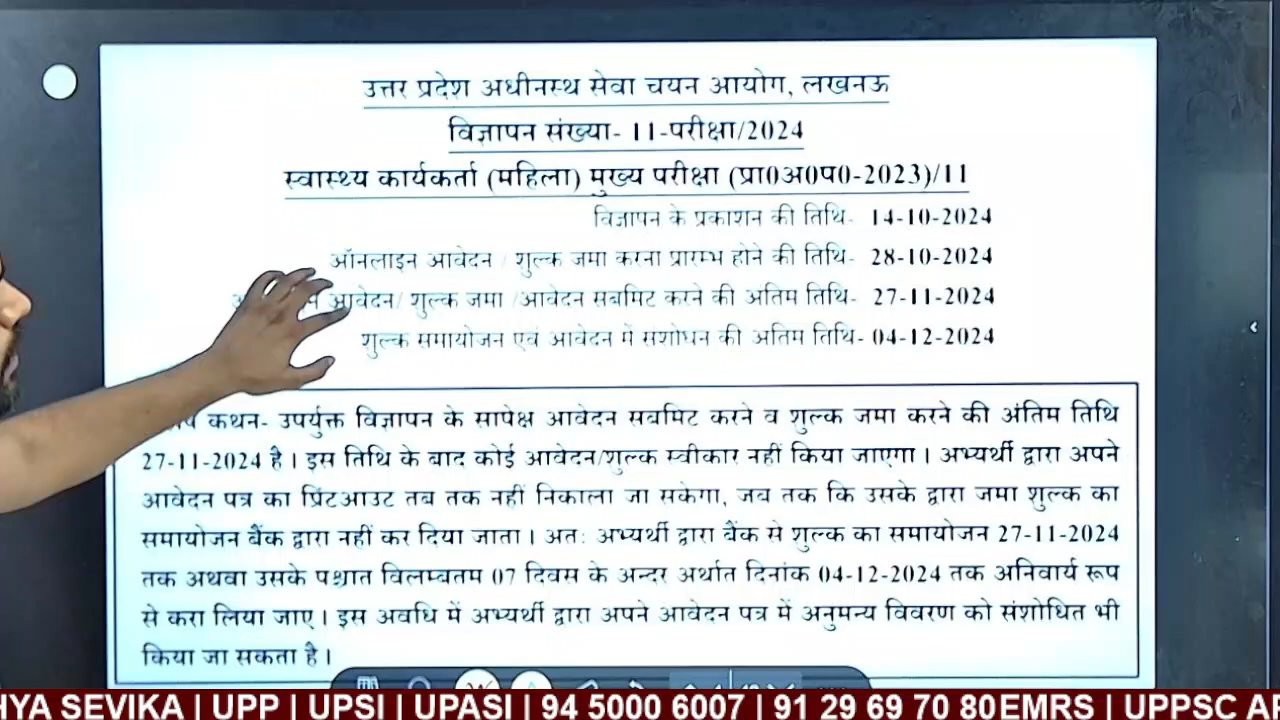 उत्तर प्रदेश अधीनस्थ सेवा चयन आयोग, लखनऊ
विज्ञापन संख्या- 11-परीक्षा/2024
स्वास्थ्य कार्यकर्ता (महिला) मुख्य परीक्षा (प्रा0अ0प0-2023)/11
विज्ञापन के प्रकाशन की तिथि- 14-10-2024
ऑनलाइन आवेदन / शुल्क जमा करना प्रारम्भ होने की तिथि- 28-10-2024
आवेदन/ शुल्क जमा /आवेदन सबमिट करने की अंतिम तिथि- 27-11-2024
शुल्क समायोजन एवं आवेदन में संशोधन की अंतिम तिथि- 04-12-2024
कथन- उपर्युक्त विज्ञापन के सापेक्ष आवेदन सबमिट करने व शुल्क जमा करने की अंतिम तिथि
27-11-2024 है। इस तिथि के बाद कोई आवेदन/शुल्क स्वीकार नहीं किया जाएगा। अभ्यर्थी द्वारा अपने
आवेदन पत्र का प्रिंटआउट तब तक नहीं निकाला जा सकेगा, जब तक कि उसके द्वारा जमा शुल्क का
समायोजन बैंक द्वारा नहीं कर दिया जाता। अतः अभ्यर्थी द्वारा बैंक से शुल्क का समायोजन 27-11-2024
तक अथवा उसके पश्चात विलम्बतम 07 दिवस के अन्दर अर्थात दिनांक 04-12-2024 तक अनिवार्य रूप
से करा लिया जाए। इस अवधि में अभ्यर्थी द्वारा अपने आवेदन पत्र में अनुमन्य विवरण को संशोधित भी
किया जा सकता है।
HYA SEVIKA | UPP | UPSI | UPASI | 94 5000 6007 | 91 29 69 70 80 EMRS | UPPSC A